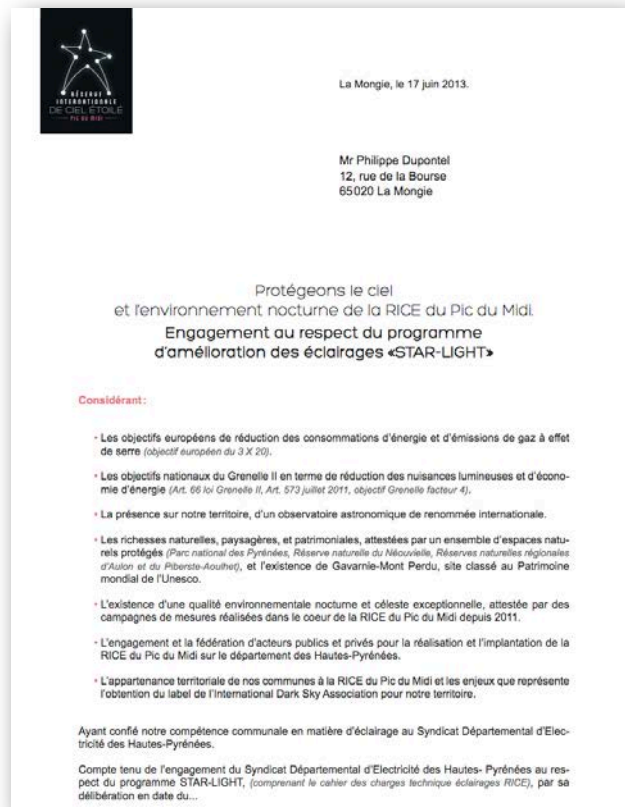 RÉSERVE
INTERNATIONALE
DE CIEL ÉTOILÉ
PIC DU MIDI
La Mongie, le 17 juin 2013.
Mr Philippe Dupontel
12, rue de la Bourse
65020 La Mongie
Protégeons le ciel
et l'environnement nocturne de la RICE du Pic du Midi.
Engagement au respect du programme
d'amélioration des éclairages «STAR-LIGHT»
Considérant :
• Les objectifs européens de réduction des consommations d'énergie et d'émissions de gaz à effet
de serre (objectif européen du 3 X 20).
• Les objectifs nationaux du Grenelle II en terme de réduction des nuisances lumineuses et d'écono-
mie d'énergie (Art. 66 loi Grenelle II, Art. 573 juillet 2011, objectif Grenelle facteur 4).
• La présence sur notre territoire, d'un observatoire astronomique de renommée internationale.
• Les richesses naturelles, paysagères, et patrimoniales, attestées par un ensemble d'espaces natu-
rels protégés (Parc national des Pyrénées, Réserve naturelle du Néouvielle, Réserves naturelles régionales
d'Aulon et du Piberste-Aoulhet), et l'existence de Gavarnie-Mont Perdu, site classé au Patrimoine
mondial de l'Unesco.
• L'existence d'une qualité environnementale nocturne et céleste exceptionnelle, attestée par des
campagnes de mesures réalisées dans le coeur de la RICE du Pic du Midi depuis 2011.
• L'engagement et la fédération d'acteurs publics et privés pour la réalisation et l'implantation de la
RICE du Pic du Midi sur le département des Hautes-Pyrénées.
• L'appartenance territoriale de nos communes à la RICE du Pic du Midi et les enjeux que représente
l'obtention du label de l'International Dark Sky Association pour notre territoire.
Ayant confié notre compétence communale en matière d'éclairage au Syndicat Départemental d'Elec-
tricité des Hautes-Pyrénées.
Compte tenu de l'engagement du Syndicat Départemental d'Electricité des Hautes- Pyrénées au res-
pect du programme STAR-LIGHT, (comprenant le cahier des charges technique éclairages RICE), par sa
délibération en date du...